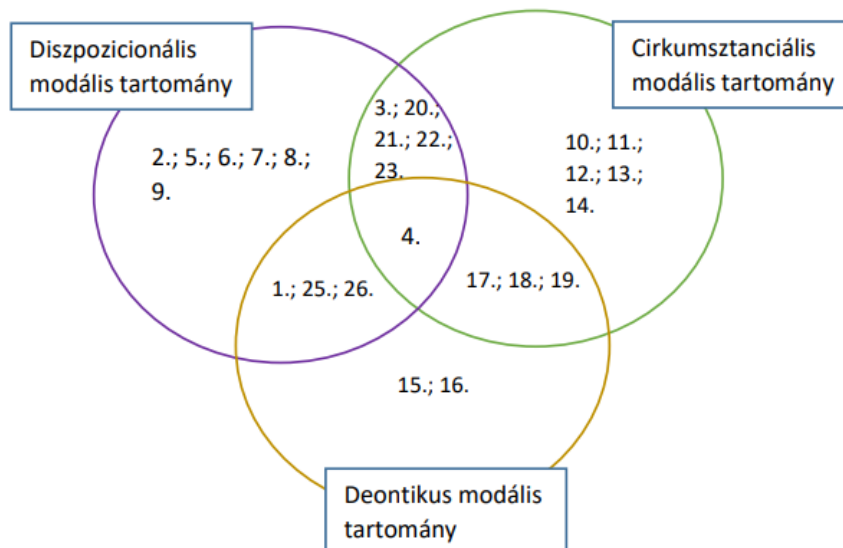 Diszpozicionális
modális tartomány
Cirkumsztanciális
modális tartomány
3.; 20.;
21.; 22.;
23.
2.; 5.; 6.; 7.; 8.;
9.
10.; 11.;
12.; 13.;
14.
4.
1.; 25.; 26.
17.; 18.; 19.
15.; 16.
Deontikus modális
tartomány